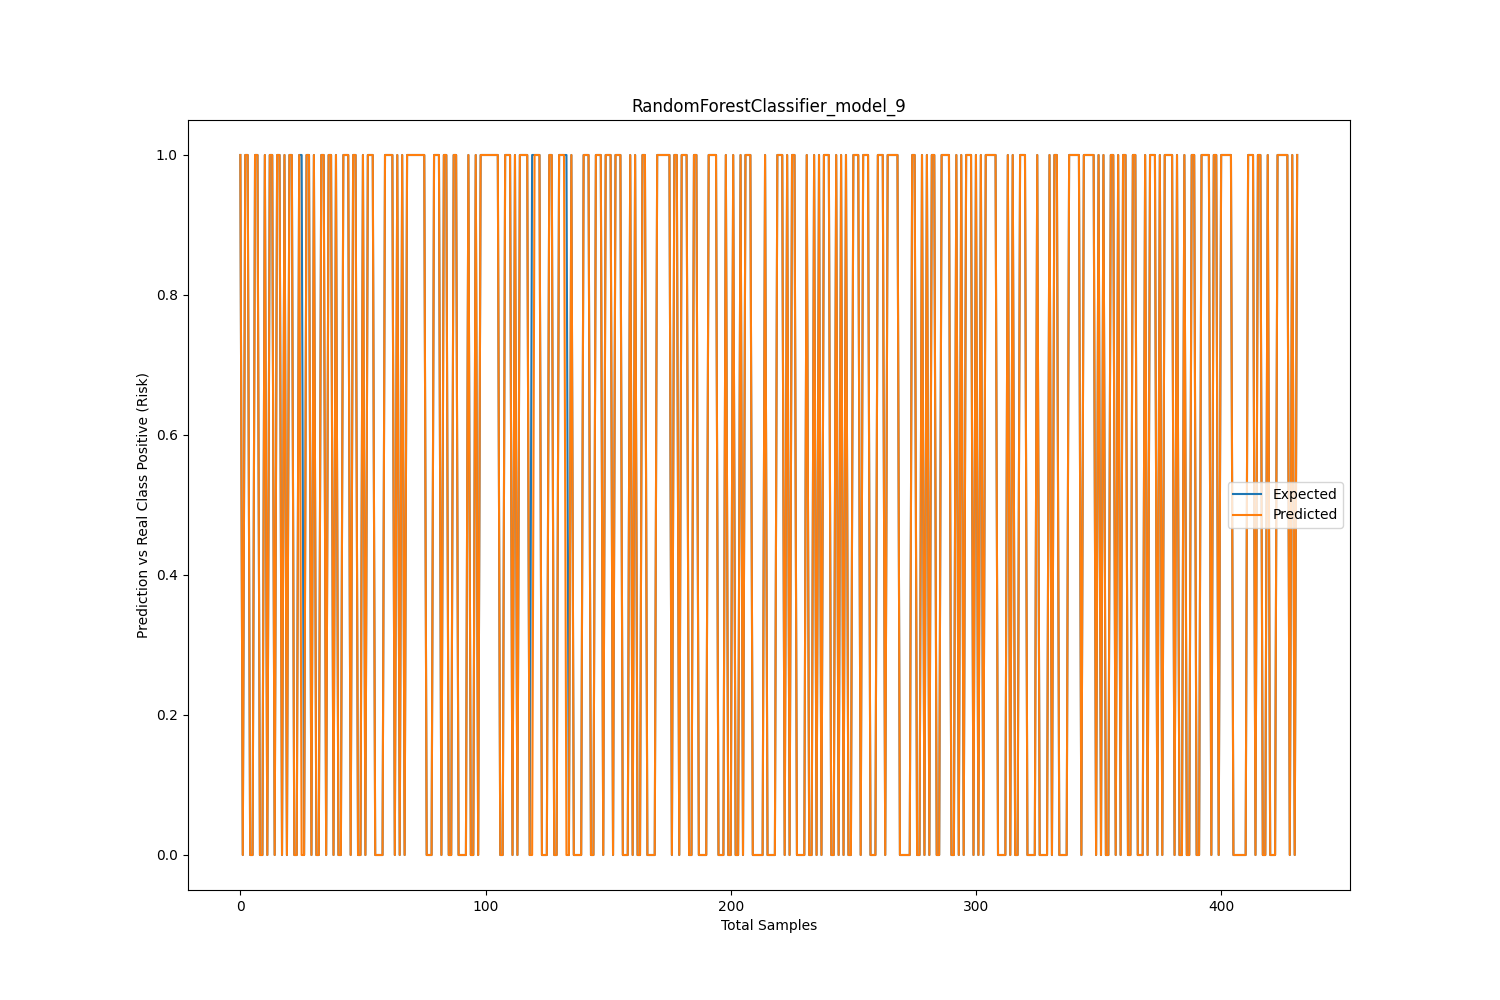 RandomForestClassifier_model_9
Prediction vs Real Class Positive (Risk)
1.0
0.8
0.6
0.4
0.2
0.0
Expected
Predicted
0 100 200 300 400
Total Samples